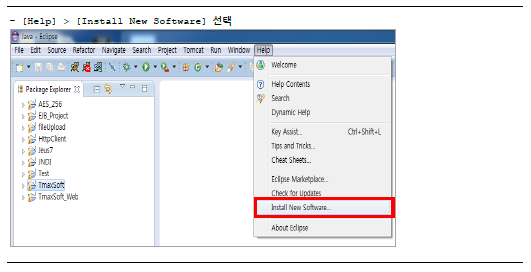 - [Help] > [Install New Software] 선택
Java - Eclipse
File Edit Source Refactor Navigate Search Project Tomcat Run Window Help
Package Explorer
AES_256
EJB_Project
fileUpload
HttpClient
Jeus7
JNDI
Test
TmaxSoft
TmaxSoft_Web
Welcome
Help Contents
Search
Dynamic Help
Key Assist... Ctrl+Shift+L
Tips and Tricks...
Cheat Sheets...
Eclipse Marketplace...
Check for Updates
Install New Software...
About Eclipse